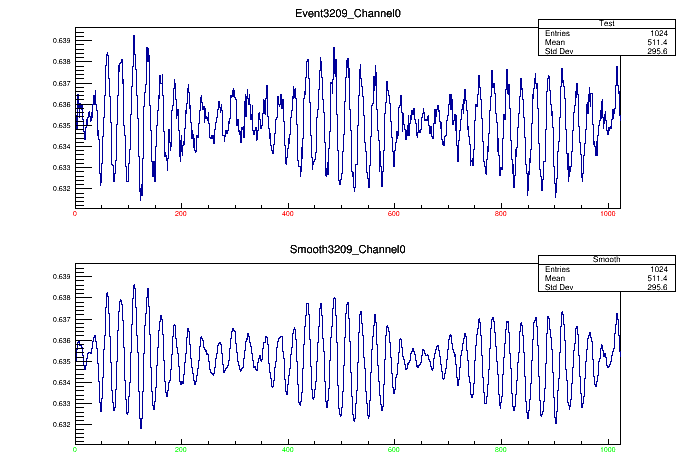 Event3209_Channel0
Test
Entries 1024
Mean 511.4
Std Dev 295.6
0.639
0.638
0.637
0.636
0.635
0.634
0.633
0.632
0 200 400 600 800 1000
Smooth3209_Channel0
Smooth
Entries 1024
Mean 511.4
Std Dev 295.6
0.639
0.638
0.637
0.636
0.635
0.634
0.633
0.632
0 200 400 600 800 1000